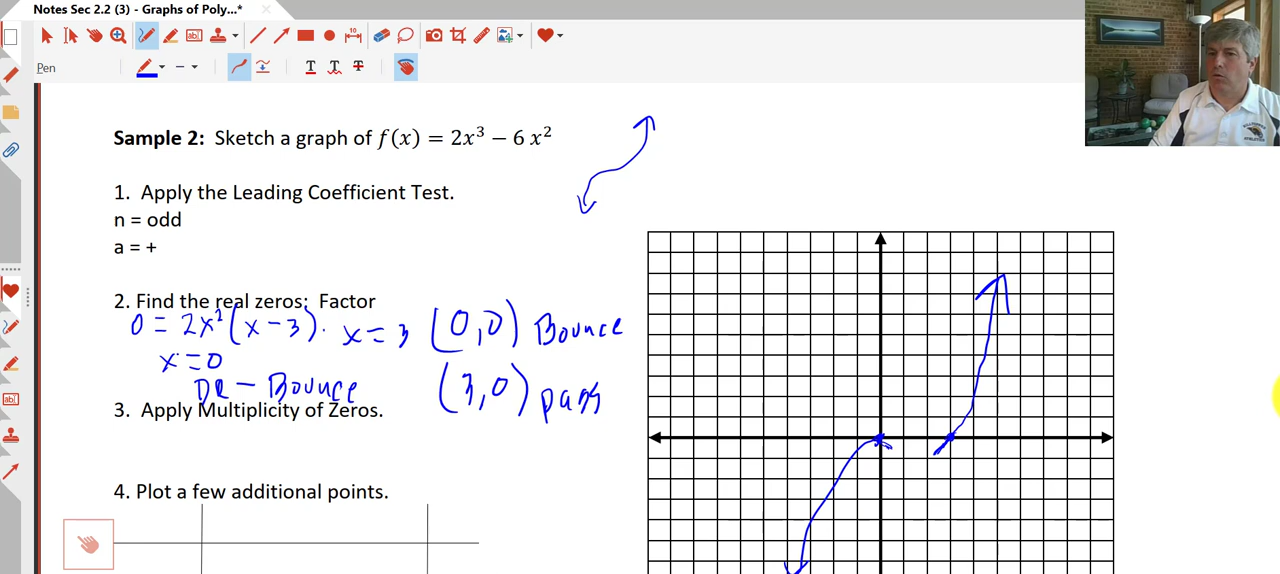 Notes Sec 2.2 (3) - Graphs of Poly...*
Pen
Sample 2: Sketch a graph of f(x) = 2x³ − 6 x²
1. Apply the Leading Coefficient Test.
n = odd
a = +
2. Find the real zeros: Factor
0 = 2x²(x − 3). x = 3 (0,0) Bounce
x = 0
DR − Bounce (3,0) pass
3. Apply Multiplicity of Zeros.
4. Plot a few additional points.